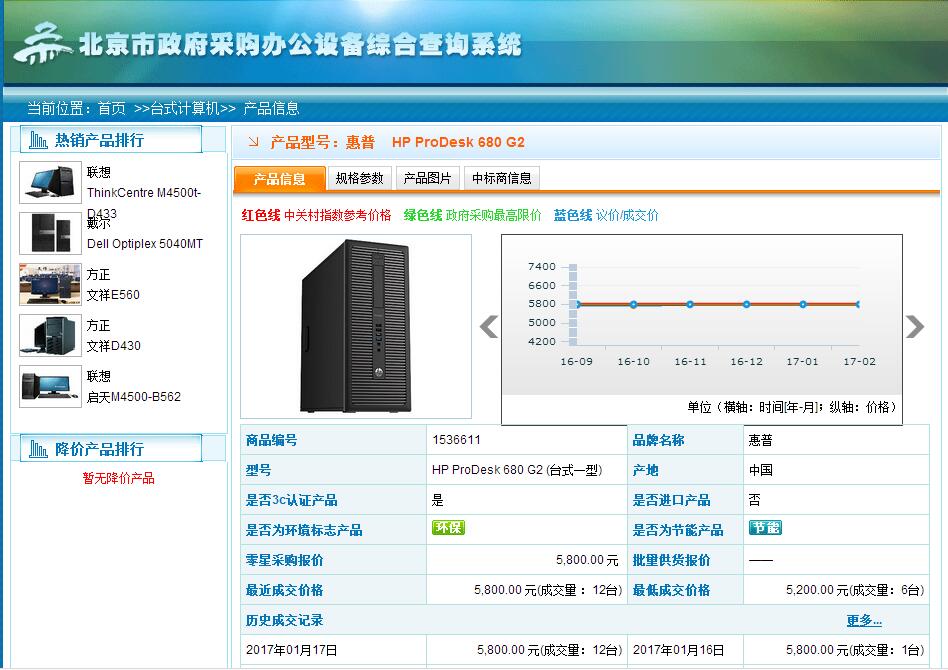 北京市政府采购办公设备综合查询系统
当前位置：首页 >>台式计算机>> 产品信息
热销产品排行
联想
ThinkCentre M4500t-
D433
戴尔
Dell Optiplex 5040MT
方正
文祥E560
方正
文祥D430
联想
启天M4500-B562
降价产品排行
暂无降价产品
产品型号：惠普 HP ProDesk 680 G2
产品信息 规格参数 产品图片 中标商信息
红色线 中关村指数参考价格 绿色线 政府采购最高限价 蓝色线 议价/成交价
7400
6600
5800
5000
4200
16-09 16-10 16-11 16-12 17-01 17-02
单位（横轴：时间[年-月]；纵轴：价格）
商品编号 1536611 品牌名称 惠普
型号 HP ProDesk 680 G2 (台式一型) 产地 中国
是否3c认证产品 是 是否进口产品 否
是否为环境标志产品 环保 是否为节能产品 节能
零星采购报价 5,800.00 元 批量供货报价 ——
最近成交价格 5,800.00 元(成交量：12台) 最低成交价格 5,200.00 元(成交量：6台)
历史成交记录 更多...
2017年01月17日 5,800.00 元(成交量：12台) 2017年01月16日 5,800.00 元(成交量：1台)